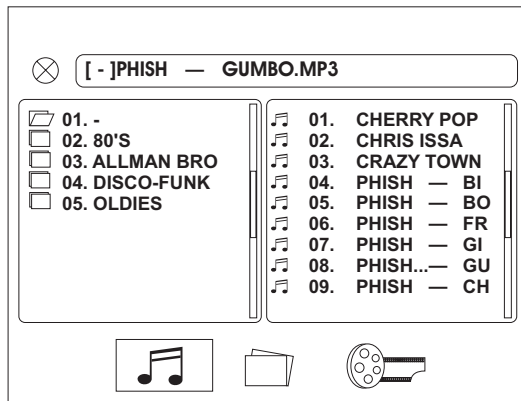 [ - ]PHISH — GUMBO.MP3
01. -
02. 80'S
03. ALLMAN BRO
04. DISCO-FUNK
05. OLDIES
01. CHERRY POP
02. CHRIS ISSA
03. CRAZY TOWN
04. PHISH — BI
05. PHISH — BO
06. PHISH — FR
07. PHISH — GI
08. PHISH...— GU
09. PHISH — CH